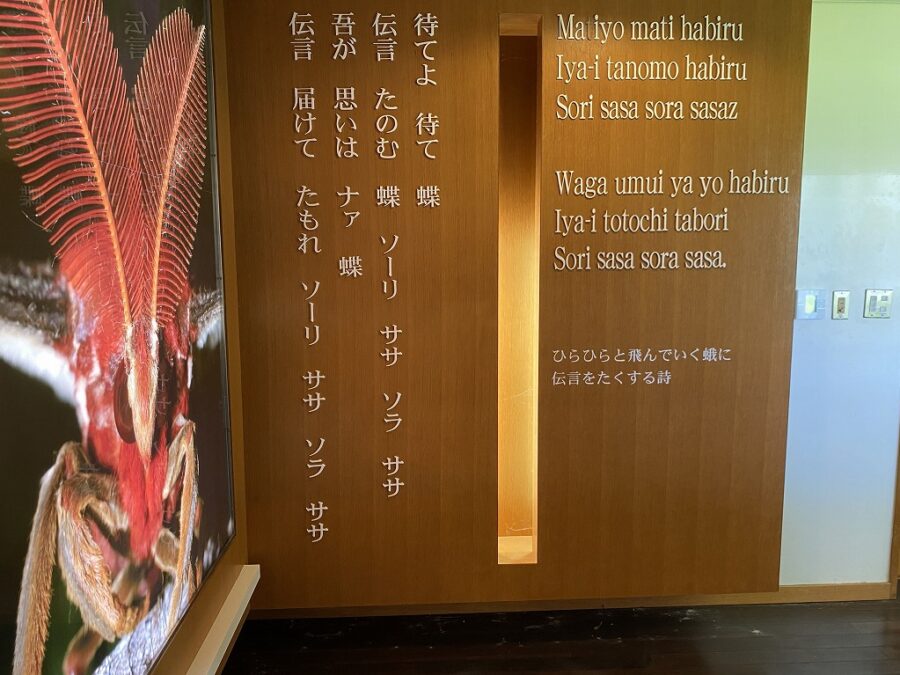 待てよ 待て 蝶
伝言 たのむ 蝶 ソーリ ササ ソラ ササ
吾が 思いは ナァ 蝶
伝言 届けて たもれ ソーリ ササ ソラ ササ
Matiyo mati habiru
Iya-i tanomo habiru
Sori sasa sora sasaz
Waga umui ya yo habiru
Iya-i totochi tabori
Sori sasa sora sasa.
ひらひらと飛んでいく蛾に
伝言をたくする詩